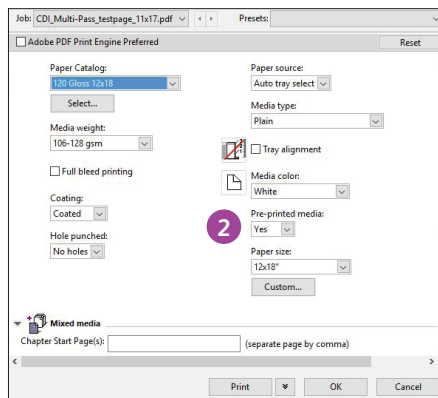 Job: CDI_Multi-Pass_testpage_11x17.pdf Presets:
Adobe PDF Print Engine Preferred Reset
Paper Catalog:
120 Gloss 12x18
Select...
Media weight:
106-128 gsm
Full bleed printing
Coating:
Coated
Hole punched:
No holes
Paper source:
Auto tray select
Media type:
Plain
Tray alignment
Media color:
White
2
Pre-printed media:
Yes
Paper size:
12x18"
Custom...
Mixed media
Chapter Start Page(s): (separate page by comma)
Print OK Cancel